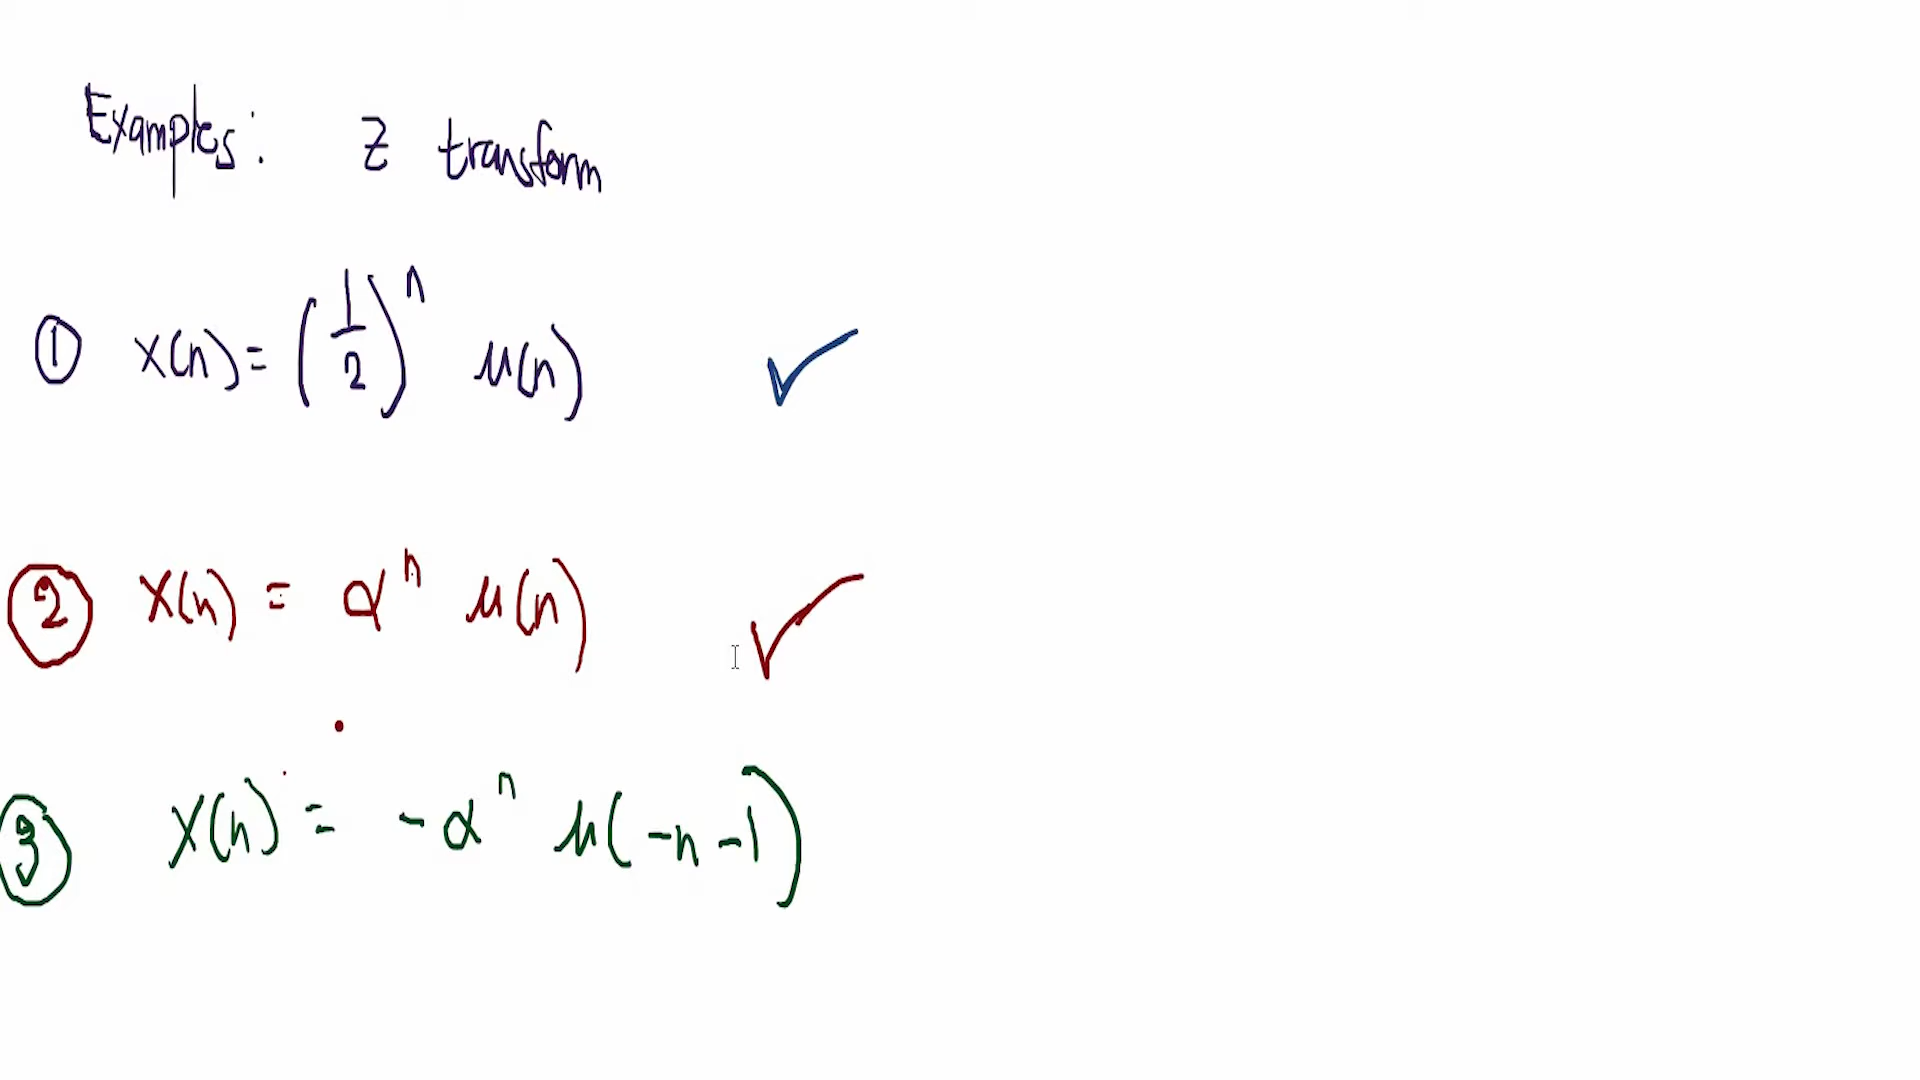 Examples: Z transform
① x(n) = (1/2)^n u(n) ✓
② x(n) = α^n u(n) ✓
③ x(n) = -α^n u(-n-1)